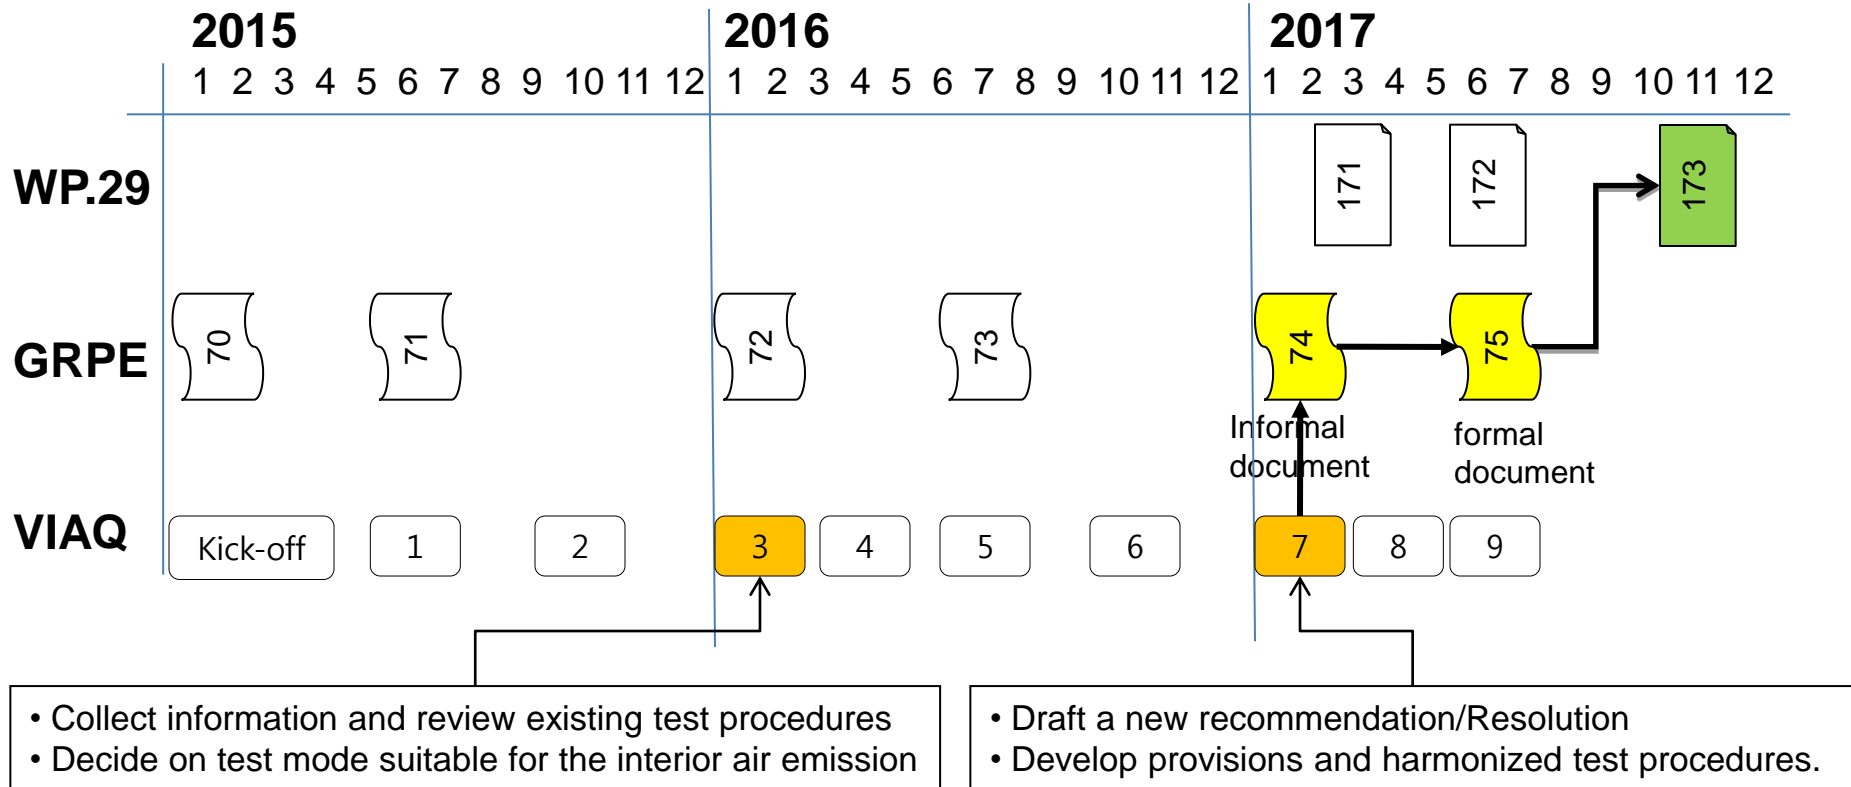 2015 2016 2017
1 2 3 4 5 6 7 8 9 10 11 12 1 2 3 4 5 6 7 8 9 10 11 12 1 2 3 4 5 6 7 8 9 10 11 12
WP.29 171 172 173
GRPE 70 71 72 73 74 75
Informal
document
formal
document
VIAQ Kick-off 1 2 3 4 5 6 7 8 9
• Collect information and review existing test procedures
• Decide on test mode suitable for the interior air emission
• Draft a new recommendation/Resolution
• Develop provisions and harmonized test procedures.